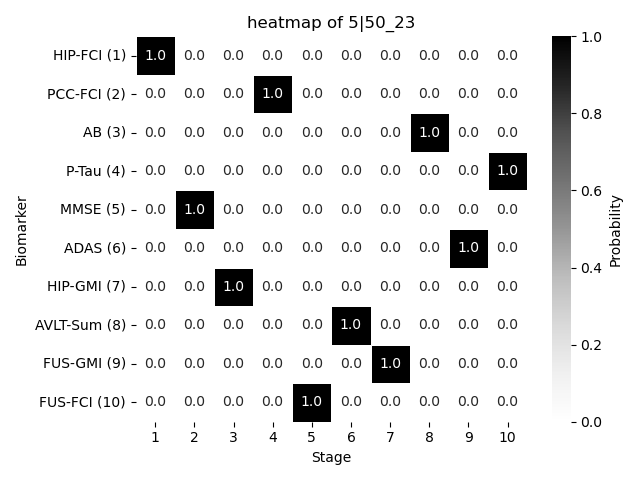 heatmap of 5|50_23
HIP-FCI (1) 1.0 0.0 0.0 0.0 0.0 0.0 0.0 0.0 0.0 0.0
PCC-FCI (2) 0.0 0.0 0.0 1.0 0.0 0.0 0.0 0.0 0.0 0.0
AB (3) 0.0 0.0 0.0 0.0 0.0 0.0 0.0 1.0 0.0 0.0
P-Tau (4) 0.0 0.0 0.0 0.0 0.0 0.0 0.0 0.0 0.0 1.0
MMSE (5) 0.0 1.0 0.0 0.0 0.0 0.0 0.0 0.0 0.0 0.0
ADAS (6) 0.0 0.0 0.0 0.0 0.0 0.0 0.0 0.0 1.0 0.0
HIP-GMI (7) 0.0 0.0 1.0 0.0 0.0 0.0 0.0 0.0 0.0 0.0
AVLT-Sum (8) 0.0 0.0 0.0 0.0 0.0 1.0 0.0 0.0 0.0 0.0
FUS-GMI (9) 0.0 0.0 0.0 0.0 0.0 0.0 1.0 0.0 0.0 0.0
FUS-FCI (10) 0.0 0.0 0.0 0.0 1.0 0.0 0.0 0.0 0.0 0.0
1 2 3 4 5 6 7 8 9 10
Stage
Biomarker
1.0
0.8
0.6
0.4
0.2
0.0
Probability